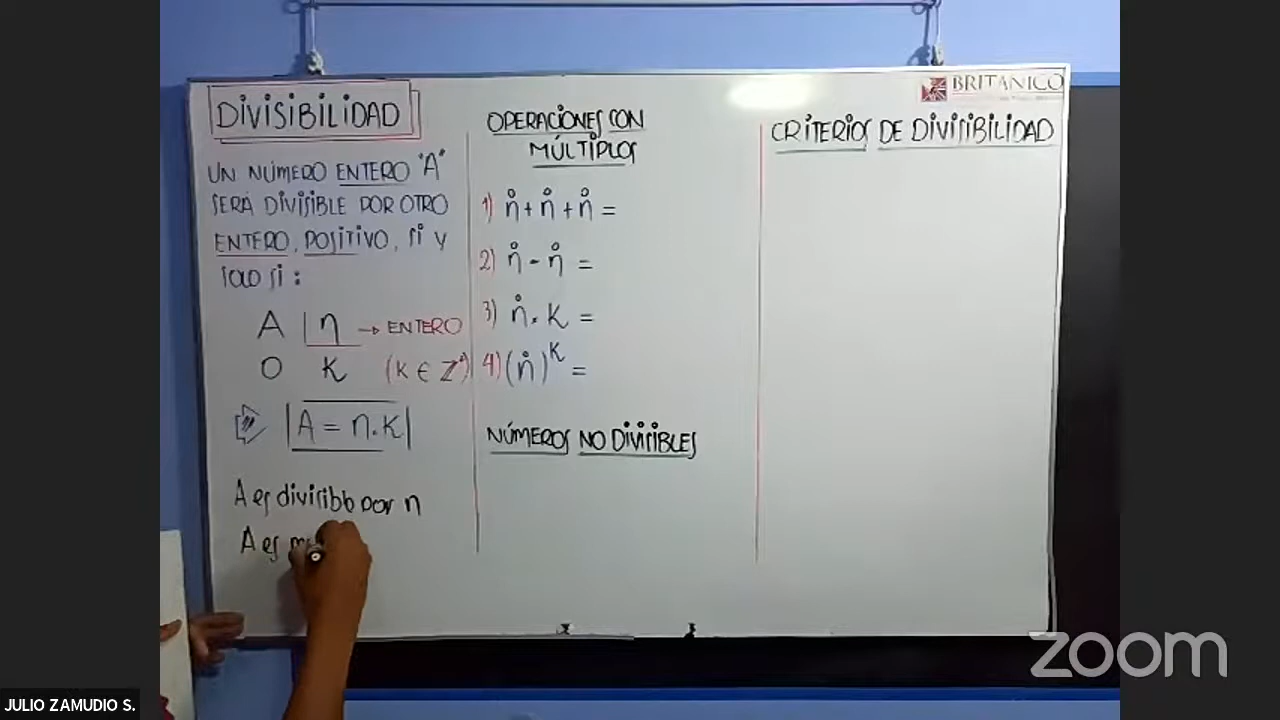 DIVISIBILIDAD
UN NÚMERO ENTERO "A"
SERÁ DIVISIBLE POR OTRO
ENTERO, POSITIVO, SI Y
SOLO SI:
A | n → ENTERO
O K (K ∈ Z)
|A = n.K|
A es divisible por n
A es m
OPERACIONES CON
MÚLTIPLOS
1) n̊ + n̊ + n̊ =
2) n̊ - n̊ =
3) n̊ . K =
4) (n̊)^K =
NÚMEROS NO DIVISIBLES
BRITANICO
CRITERIOS DE DIVISIBILIDAD
zoom
JULIO ZAMUDIO S.